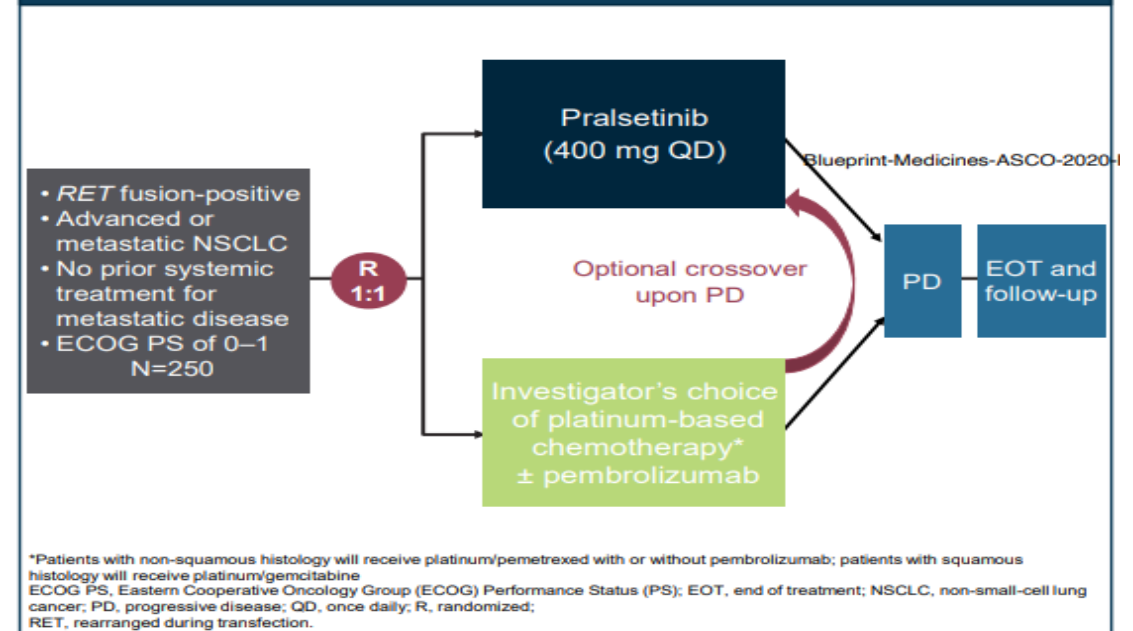 Pralsetinib
(400 mg QD)
Blueprint-Medicines-ASCO-2020-
• RET fusion-positive
• Advanced or
metastatic NSCLC
• No prior systemic
treatment for
metastatic disease
• ECOG PS of 0–1
N=250
R
1:1
Optional crossover
upon PD
PD
EOT and
follow-up
Investigator’s choice
of platinum-based
chemotherapy*
± pembrolizumab
*Patients with non-squamous histology will receive platinum/pemetrexed with or without pembrolizumab; patients with squamous
histology will receive platinum/gemcitabine
ECOG PS, Eastern Cooperative Oncology Group (ECOG) Performance Status (PS); EOT, end of treatment; NSCLC, non-small-cell lung
cancer; PD, progressive disease; QD, once daily; R, randomized;
RET, rearranged during transfection.